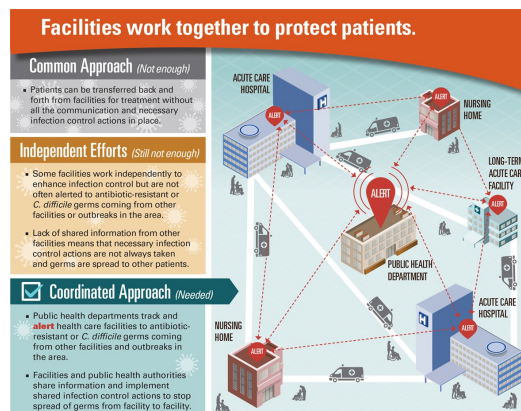 Facilities work together to protect patients.
Common Approach (Not enough)
▪ Patients can be transferred back and
forth from facilities for treatment without
all the communication and necessary
infection control actions in place.
Independent Efforts (Still not enough)
▪ Some facilities work independently to
enhance infection control but are not
often alerted to antibiotic-resistant or
C. difficile germs coming from other
facilities or outbreaks in the area.
▪ Lack of shared information from other
facilities means that necessary infection
control actions are not always taken
and germs are spread to other patients.
Coordinated Approach (Needed)
▪ Public health departments track and
alert health care facilities to antibiotic-
resistant or C. difficile germs coming
from other facilities and outbreaks in
the area.
▪ Facilities and public health authorities
share information and implement
shared infection control actions to stop
spread of germs from facility to facility.
ACUTE CARE
HOSPITAL
H
ALERT
ALERT
NURSING
HOME
LONG-TERM
ACUTE CARE
FACILITY
ALERT
ALERT
PUBLIC HEALTH
DEPARTMENT
NURSING
HOME
ALERT
H
ALERT
ACUTE CARE
HOSPITAL